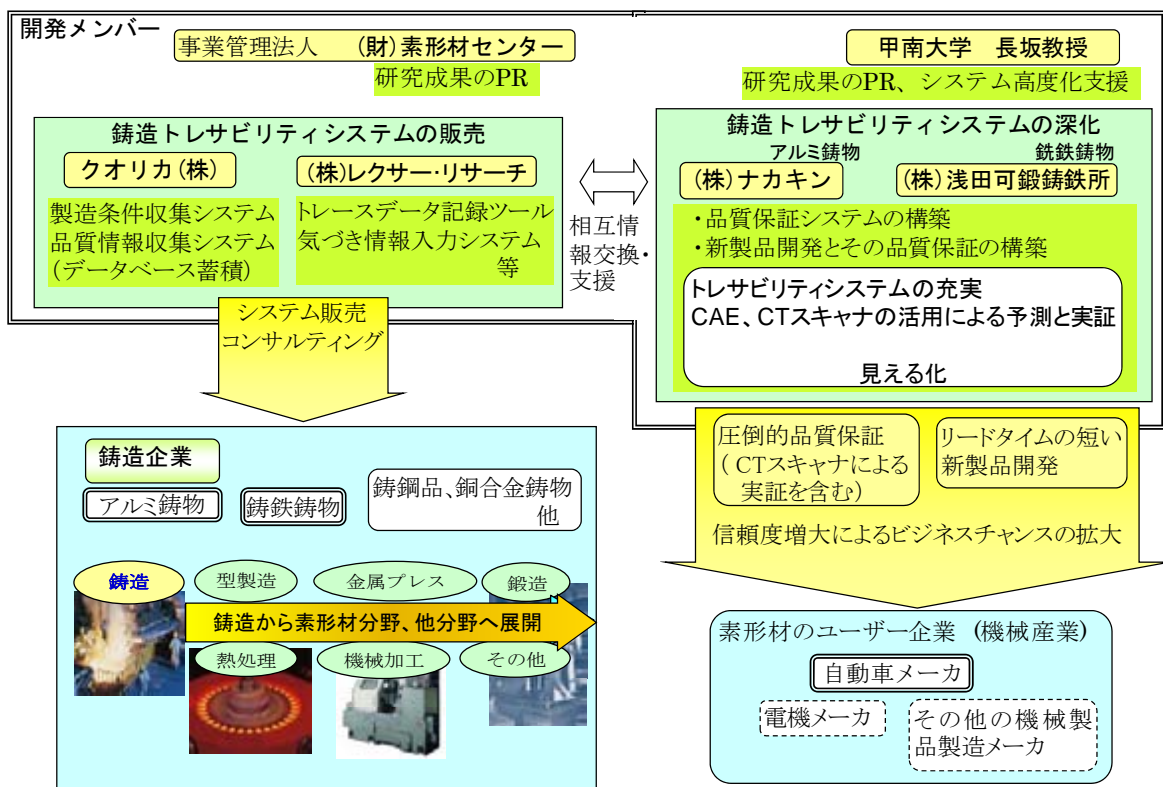 開発メンバー
事業管理法人　(財)素形材センター
研究成果のPR
甲南大学　長坂教授
研究成果のPR、システム高度化支援
鋳造トレサビリティシステムの販売
クオリカ(株)
(株)レクサー・リサーチ
製造条件収集システム
品質情報収集システム
(データベース蓄積)
トレースデータ記録ツール
気づき情報入力システム
等
相互情
報交換・
支援
鋳造トレサビリティシステムの深化
アルミ鋳物
銑鉄鋳物
(株)ナカキン
(株)浅田可鍛鋳鉄所
・品質保証システムの構築
・新製品開発とその品質保証の構築
トレサビリティシステムの充実
CAE、CTスキャナの活用による予測と実証
見える化
システム販売
コンサルティング
鋳造企業
アルミ鋳物
鋳鉄鋳物
鋳鋼品、銅合金鋳物
他
鋳造
型製造
金属プレス
鍛造
鋳造から素形材分野、他分野へ展開
熱処理
機械加工
その他
圧倒的品質保証
(CTスキャナによる
実証を含む)
リードタイムの短い
新製品開発
信頼度増大によるビジネスチャンスの拡大
素形材のユーザー企業 (機械産業)
自動車メーカ
電機メーカ
その他の機械製
品製造メーカ